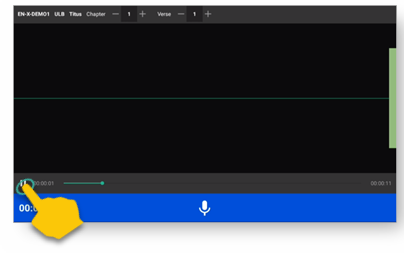 EN-X-DEMO1 ULB Titus Chapter — 1 + Verse — 1 +
00:00:01 00:00:11
00: